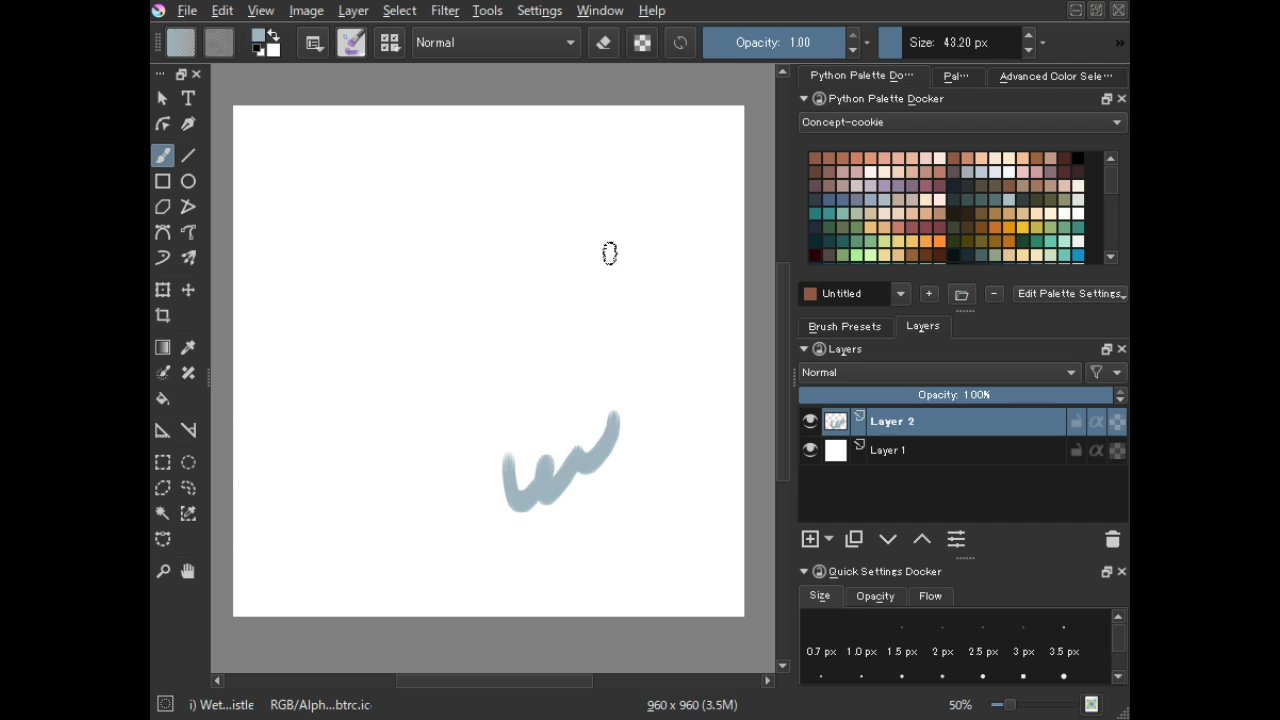 File Edit View Image Layer Select Filter Tools Settings Window Help
Normal Opacity: 1.00 Size: 43.20 px »
Python Palette Do··· Pal··· Advanced Color Sele···
Python Palette Docker
Concept-cookie
Untitled + - Edit Palette Settings
Brush Presets Layers
Layers
Normal
Opacity: 100%
Layer 2
Layer 1
Quick Settings Docker
Size Opacity Flow
0.7 px 1.0 px 1.5 px 2 px 2.5 px 3 px 3.5 px
i) Wet...istle RGB/Alph...btrc.ic 960 x 960 (3.5M) 50%